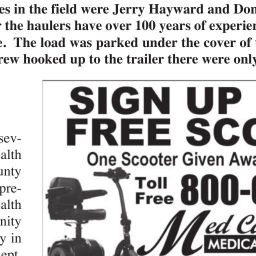 es in the field were Jerry Hayward and Don
r the haulers have over 100 years of experien
e. The load was parked under the cover of
rew hooked up to the trailer there were only
sev-
alth
unty
pre-
alth
nity
y in
ept.
SIGN UP
FREE SCO
One Scooter Given Awa
Toll
Free 800-
Med Ca
MEDICA